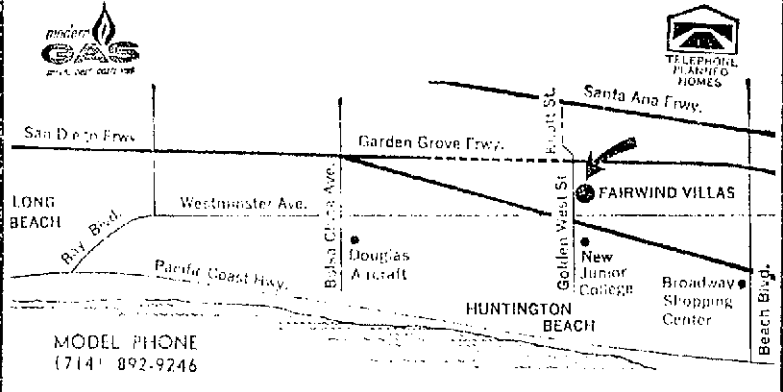 modern
GAS
TELEPHONE
PLANNED
HOMES
Santa Ana Frwy.
San Diego Frwy.
Garden Grove Frwy.
Golden West St.
FAIRWIND VILLAS
LONG
BEACH
Bay Blvd.
Westminster Ave.
Bolsa Chica Ave.
Douglas
Aircraft
New
Junior
College
Broadway
Shopping
Center
Beach Blvd.
Pacific Coast Hwy.
HUNTINGTON
BEACH
MODEL PHONE
(714) 892-9246